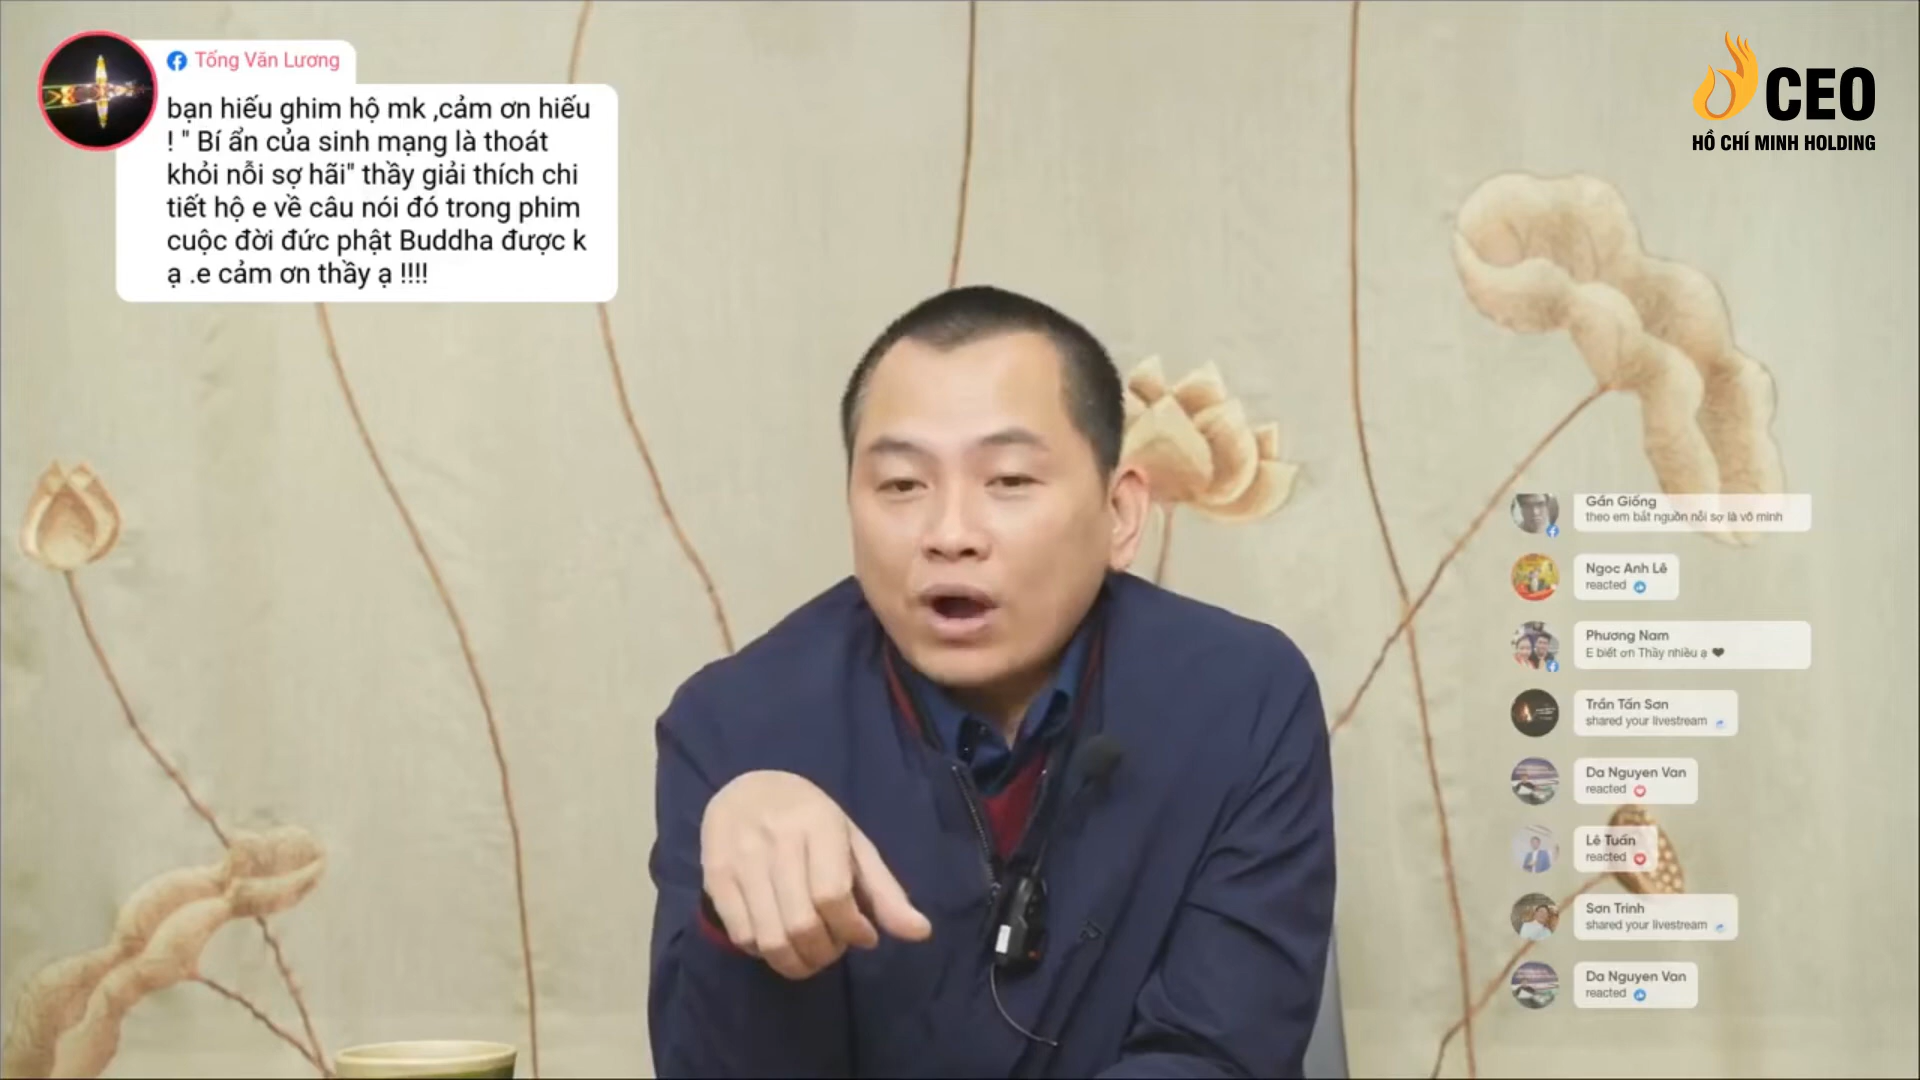 Tống Văn Lương
bạn hiếu ghim hộ mk ,cảm ơn hiếu
! " Bí ẩn của sinh mạng là thoát
khỏi nỗi sợ hãi" thầy giải thích chi
tiết hộ e về câu nói đó trong phim
cuộc đời đức phật Buddha được k
ạ .e cảm ơn thầy ạ !!!!
CEO
HỒ CHÍ MINH HOLDING
Gần Giống
theo em bắt nguồn nỗi sợ là vô minh
Ngoc Anh Lê
reacted
Phương Nam
E biết ơn Thầy nhiều ạ ❤
Trần Tấn Sơn
shared your livestream
Da Nguyen Van
reacted
Lê Tuấn
reacted
Sơn Trinh
shared your livestream
Da Nguyen Van
reacted